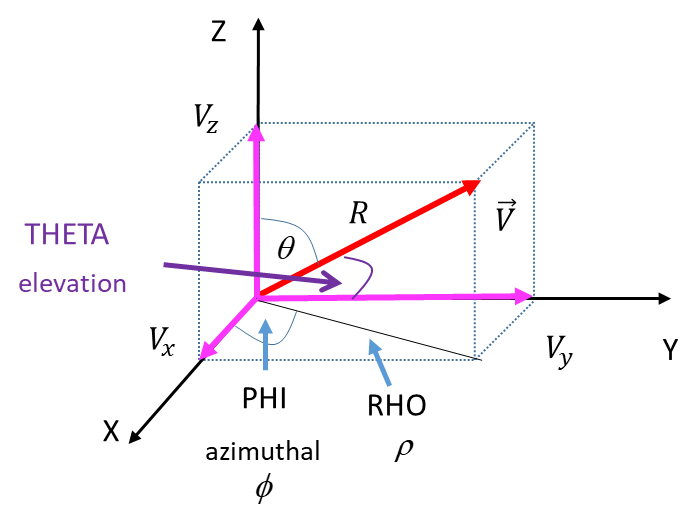 Z
V_z
R
V⃗
THETA
θ
elevation
V_x
V_y
Y
PHI
RHO
X
azimuthal
ρ
ϕ